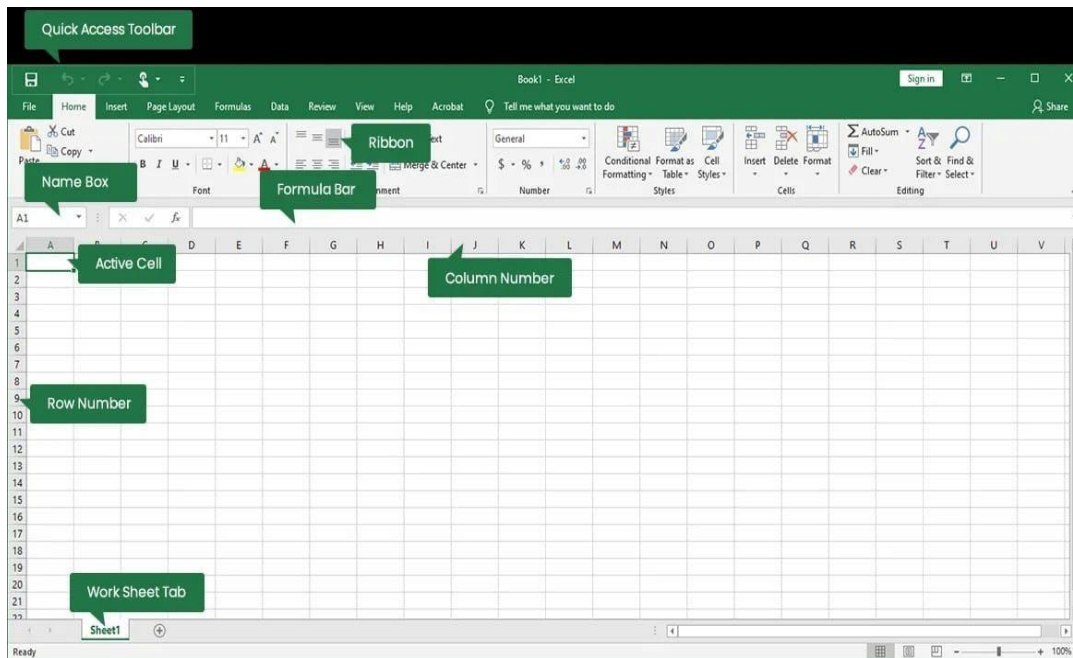 Quick Access Toolbar
Book1 - Excel
Sign in
File Home Insert Page Layout Formulas Data Review View Help Acrobat Tell me what you want to do Share
Cut
Copy
Paste
Calibri 11
B I U
Font
Ribbon
Merge & Center
General
$ % ,
Number
Conditional Formatting
Format as Table
Cell Styles
Styles
Insert Delete Format
Cells
AutoSum
Fill
Clear
Sort & Filter
Find & Select
Editing
Name Box
Formula Bar
A1 fx
A D E F G H I J K L M N O P Q R S T U V
Active Cell
Column Number
1
2
3
4
5
6
7
8
9
Row Number
10
11
12
13
14
15
16
17
18
19
20
21
22
Work Sheet Tab
Sheet1
Ready
100%